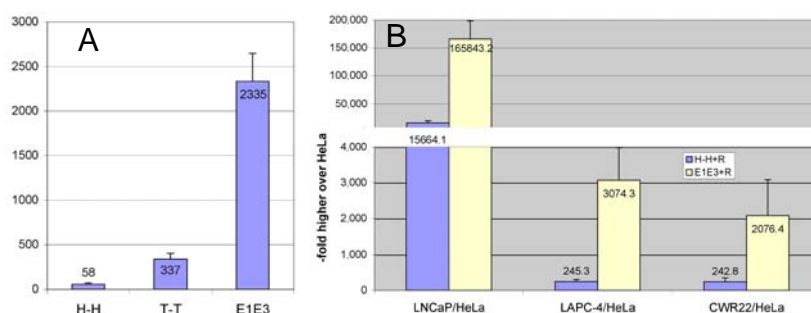 A
3000
2500
2000
1500
1000
500
0
58
337
2335
H-H
T-T
E1E3
B
-fold higher over HeLa
200,000
150,000
100,000
50,000
4,000
3,000
2,000
1,000
0
165843.2
15664.1
H-H+R
E1E3+R
245.3
3074.3
242.8
2076.4
LNCaP/HeLa
LAPC-4/HeLa
CWR22/HeLa